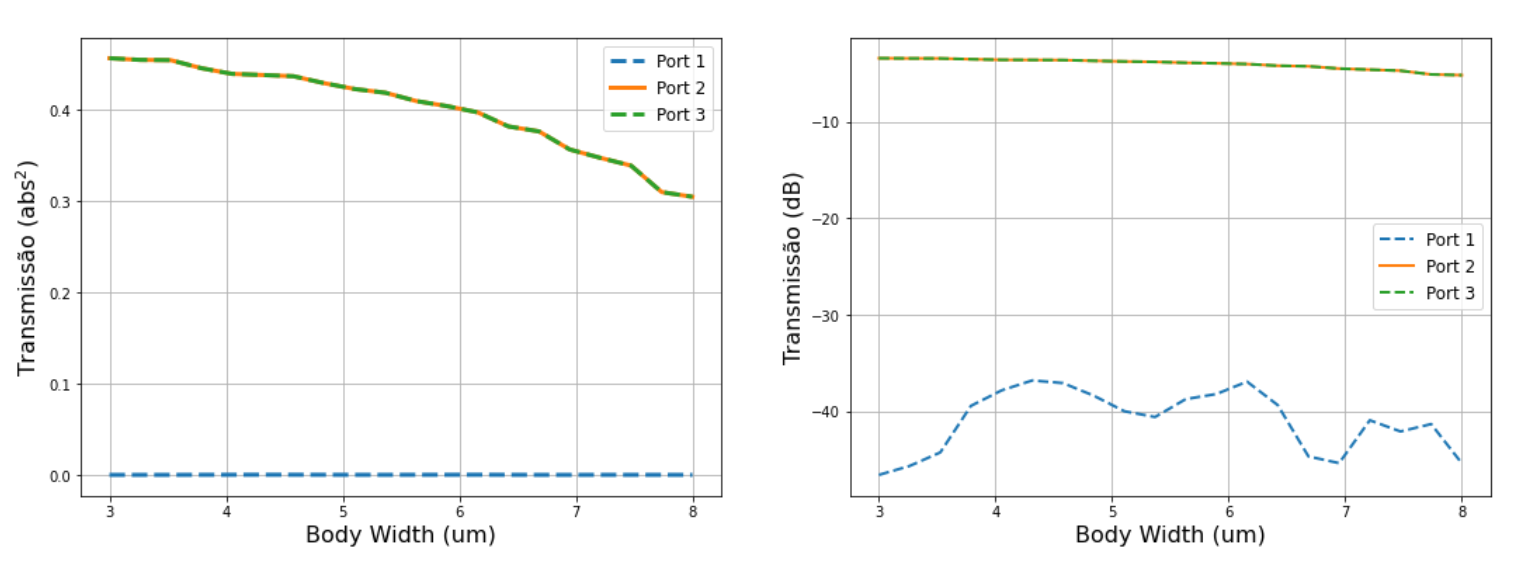 Transmissão (abs²)
0.4
0.3
0.2
0.1
0.0
Port 1
Port 2
Port 3
3 4 5 6 7 8
Body Width (um)
Transmissão (dB)
−10
−20
−30
−40
Port 1
Port 2
Port 3
3 4 5 6 7 8
Body Width (um)